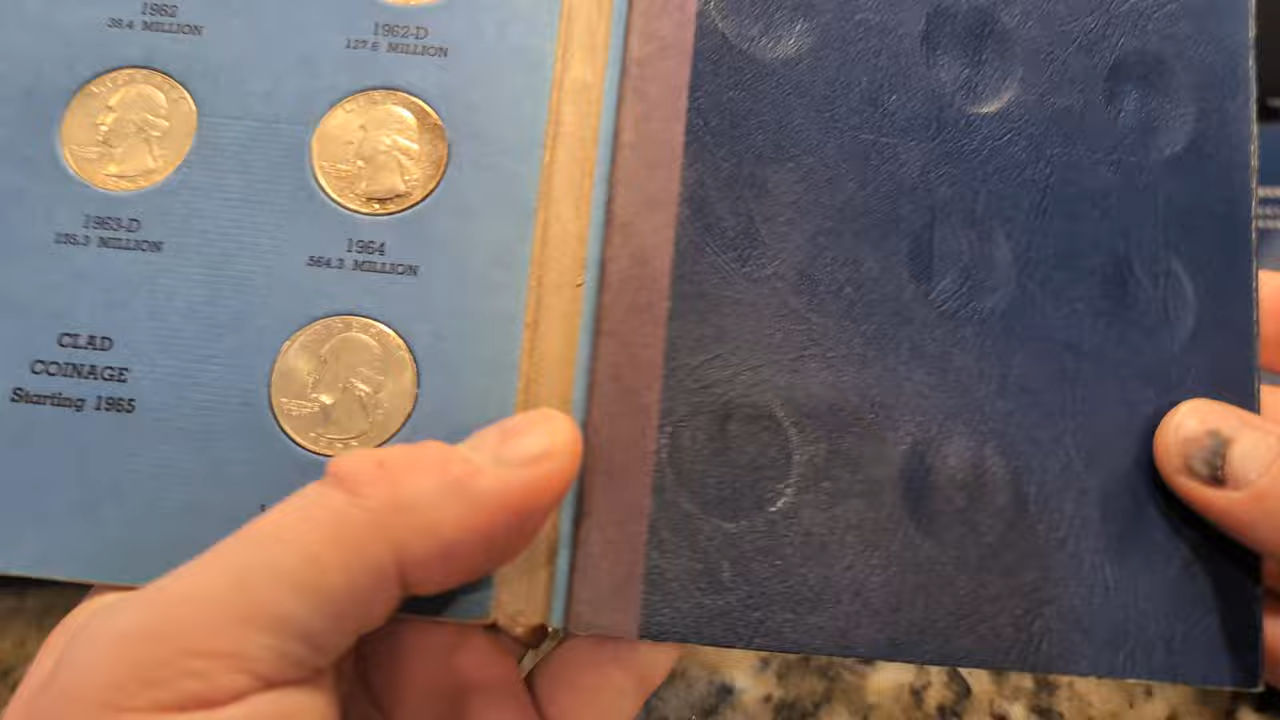 1962
39.4 MILLION
1962-D
127.6 MILLION
1963-D
135.3 MILLION
1964
564.3 MILLION
CLAD
COINAGE
Starting 1965